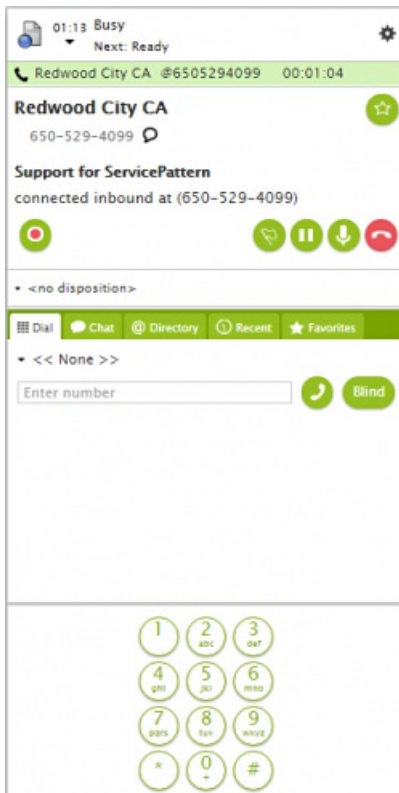 01:13 Busy
Next: Ready
Redwood City CA @6505294099 00:01:04
Redwood City CA
650-529-4099
Support for ServicePattern
connected inbound at (650-529-4099)
<no disposition>
Dial Chat @ Directory Recent Favorites
<< None >>
Enter number Blind
1 2 abc 3 def
4 ghi 5 jkl 6 mno
7 pqrs 8 tuv 9 wxyz
* 0 + #